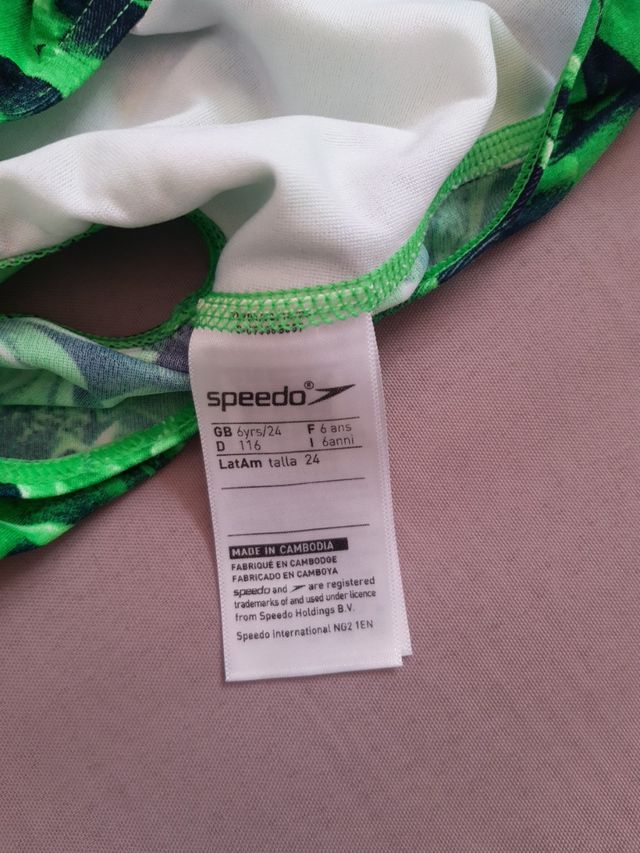 speedo®
GB 6yrs/24 F 6 ans
D 116 I 6anni
LatAm talla 24
MADE IN CAMBODIA
FABRIQUÉ EN CAMBODGE
FABRICADO EN CAMBOYA
speedo and are registered
trademarks of and used under licence
from Speedo Holdings B.V.
Speedo International NG2 1EN